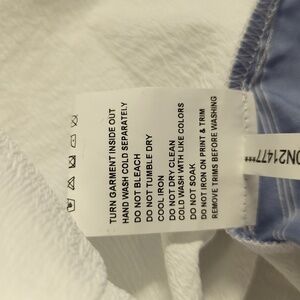 TURN GARMENT INSIDE OUT
HAND WASH COLD SEPARATELY
DO NOT BLEACH
DO NOT TUMBLE DRY
COOL IRON
DO NOT DRY CLEAN
COLD WASH WITH LIKE COLORS
DO NOT SOAK
DO NOT IRON ON PRINT & TRIM
REMOVE TRIMS BEFORE WASHING
ON21477***